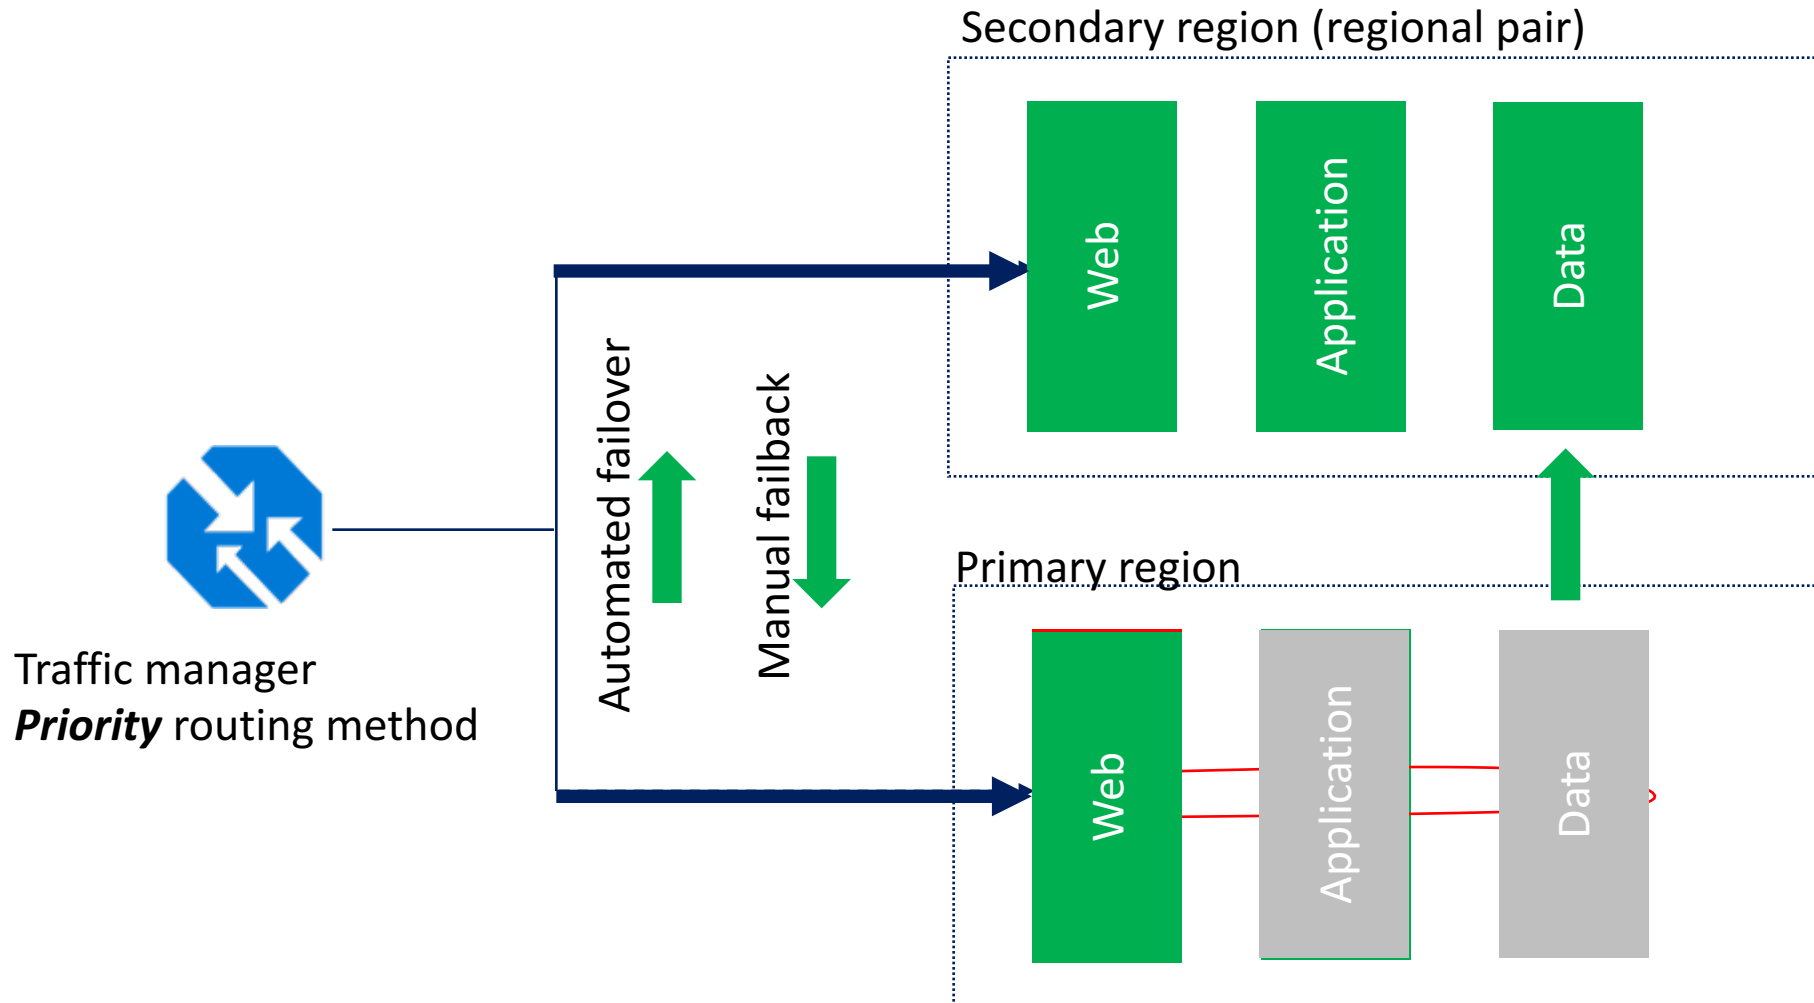 Secondary region (regional pair)
Web
Application
Data
Automated failover
Manual failback
Traffic manager
Priority routing method
Primary region
Web
Application
Data